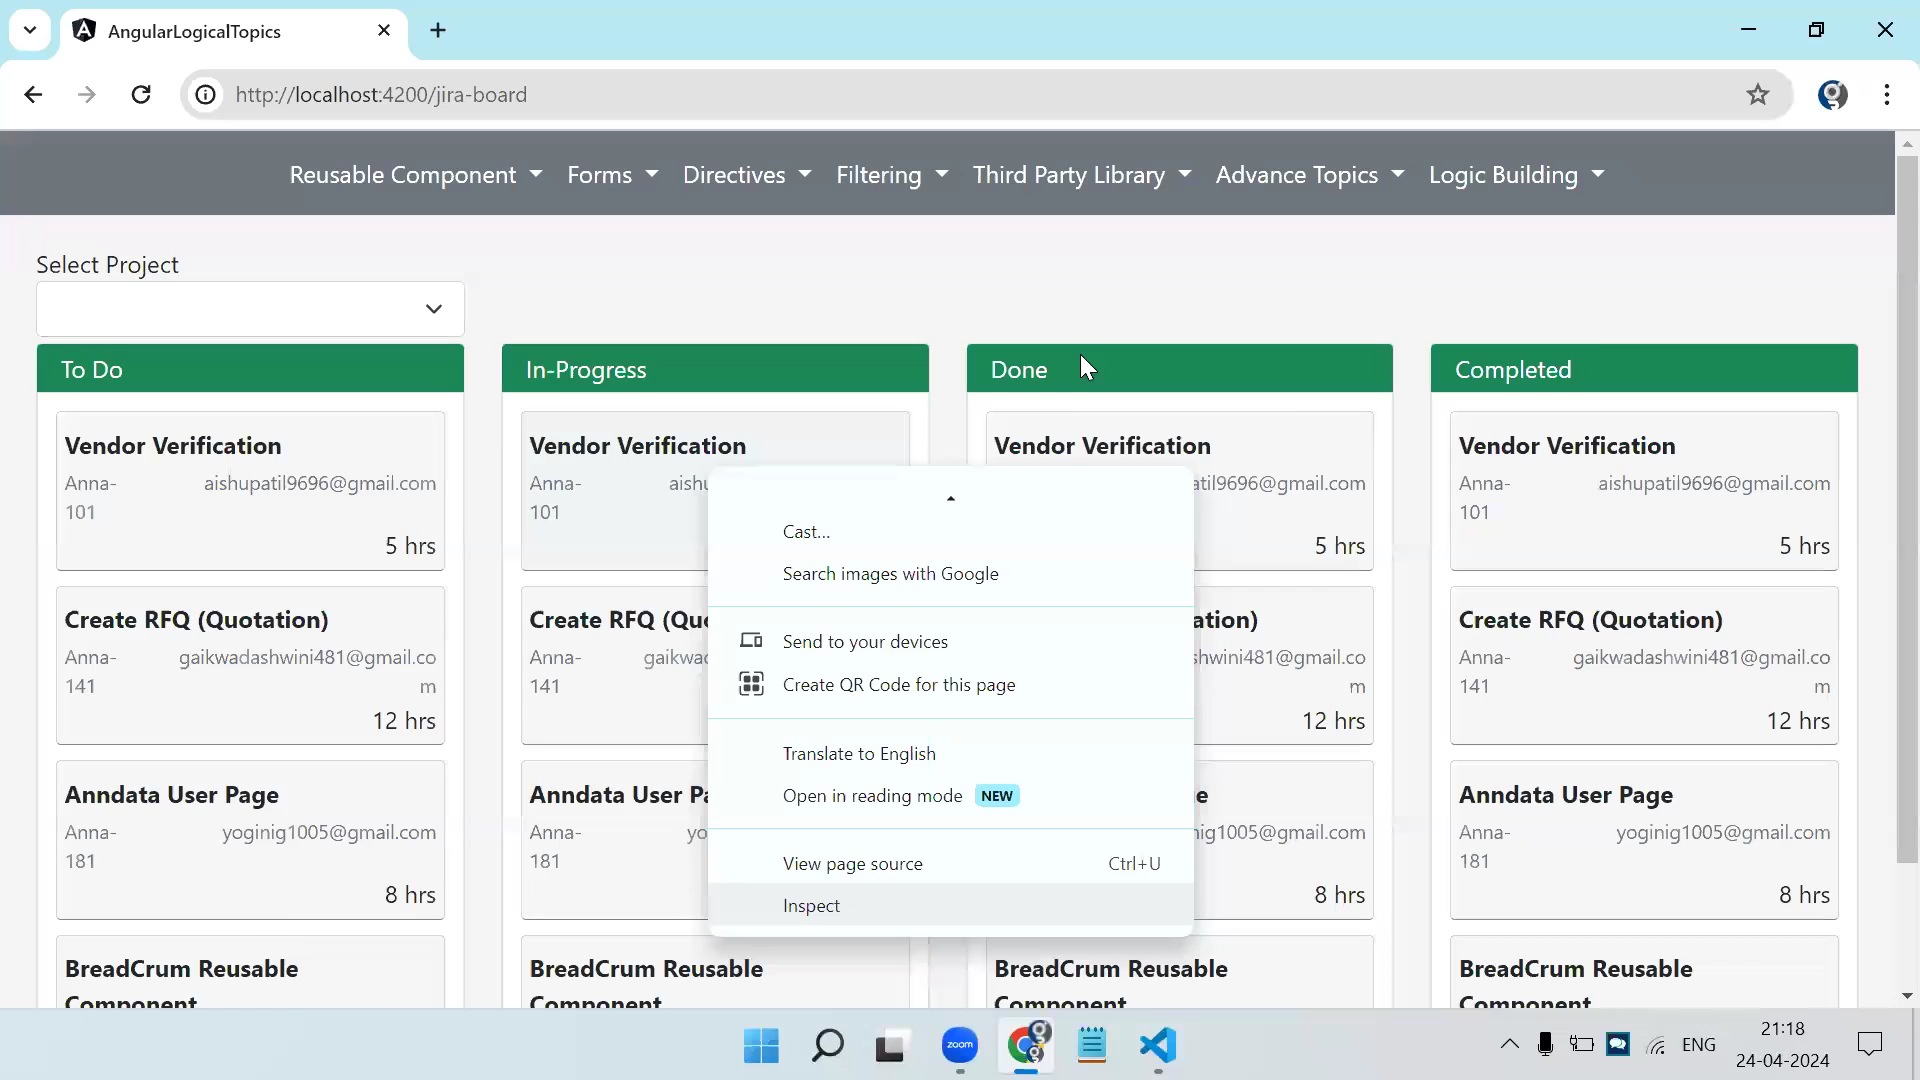 AngularLogicalTopics
http://localhost:4200/jira-board
Reusable Component Forms Directives Filtering Third Party Library Advance Topics Logic Building
Select Project
To Do
Vendor Verification
Anna-
101
aishupatil9696@gmail.com
5 hrs
Create RFQ (Quotation)
Anna-
141
gaikwadashwini481@gmail.co
m
12 hrs
Anndata User Page
Anna-
181
yoginig1005@gmail.com
8 hrs
BreadCrum Reusable
Component
In-Progress
Vendor Verification
Anna-
101
aishu
Create RFQ (Qu
Anna-
141
gaikwa
Anndata User Pa
Anna-
181
yo
BreadCrum Reusable
Component
Cast...
Search images with Google
Send to your devices
Create QR Code for this page
Translate to English
Open in reading mode NEW
View page source Ctrl+U
Inspect
Done
Vendor Verification
atil9696@gmail.com
5 hrs
ation)
shwini481@gmail.co
m
12 hrs
e
nig1005@gmail.com
8 hrs
BreadCrum Reusable
Component
Completed
Vendor Verification
Anna-
101
aishupatil9696@gmail.com
5 hrs
Create RFQ (Quotation)
Anna-
141
gaikwadashwini481@gmail.co
m
12 hrs
Anndata User Page
Anna-
181
yoginig1005@gmail.com
8 hrs
BreadCrum Reusable
Component
zoom
ENG
21:18
24-04-2024